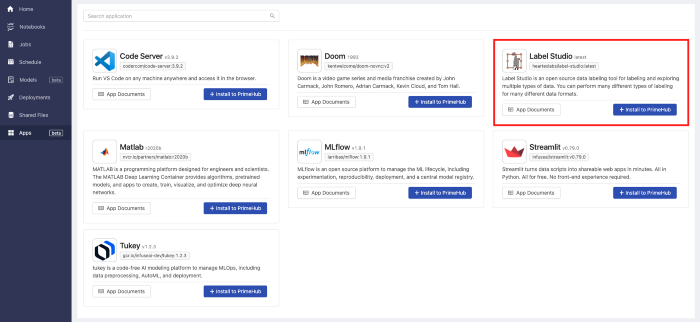 Home
Notebooks
Jobs
Schedule
Models beta
Deployments
Shared Files
Apps beta
Search application
Code Server v3.9.2
codercom/code-server:3.9.2
Run VS Code on any machine anywhere and access it in the browser.
App Documents
+ Install to PrimeHub
Doom 1993
kentwelcome/doom-novnc:v2
Doom is a video game series and media franchise created by John
Carmack, John Romero, Adrian Carmack, Kevin Cloud, and Tom Hall.
App Documents
+ Install to PrimeHub
Label Studio latest
heartexlabs/label-studio:latest
Label Studio is an open source data labeling tool for labeling and exploring
multiple types of data. You can perform many different types of labeling
for many different data formats.
App Documents
+ Install to PrimeHub
Matlab r2020b
nvcr.io/partners/matlab:r2020b
MATLAB is a programming platform designed for engineers and scientists.
The MATLAB Deep Learning Container provides algorithms, pretrained
models, and apps to create, train, visualize, and optimize deep neural
networks.
App Documents
+ Install to PrimeHub
mlflow
MLflow v1.9.1
larribas/mlflow:1.9.1
MLflow is an open source platform to manage the ML lifecycle, including
experimentation, reproducibility, deployment, and a central model registry.
App Documents
+ Install to PrimeHub
Streamlit v0.79.0
infuseai/streamlit:v0.79.0
Streamlit turns data scripts into shareable web apps in minutes. All in
Python. All for free. No front-end experience required.
App Documents
+ Install to PrimeHub
Tukey v1.2.3
gcr.io/infuseai-dev/tukey:1.2.3
tukey is a code-free AI modeling platform to manage MLOps, including
data preprocessing, AutoML, and deployment.
App Documents
+ Install to PrimeHub